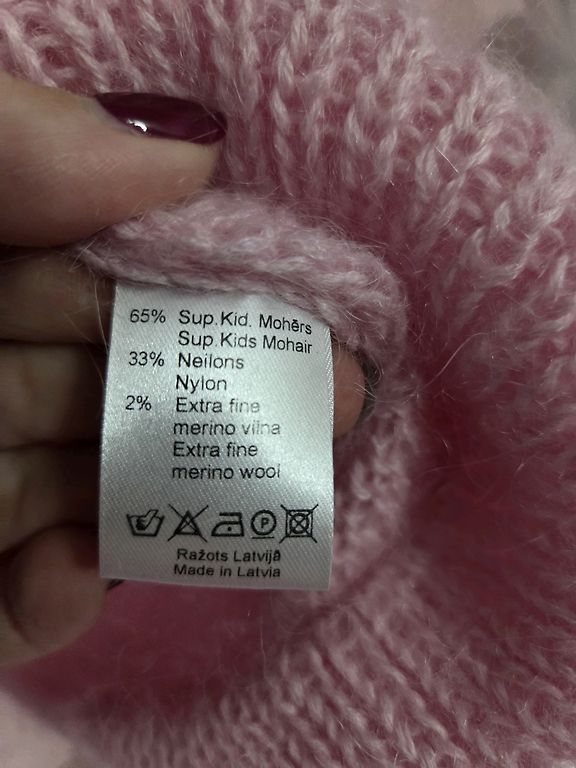 65% Sup.Kid. Mohērs
Sup.Kids Mohair
33% Neilons
Nylon
2% Extra fine
merino vilna
Extra fine
merino wool
P
Ražots Latvijā
Made in Latvia